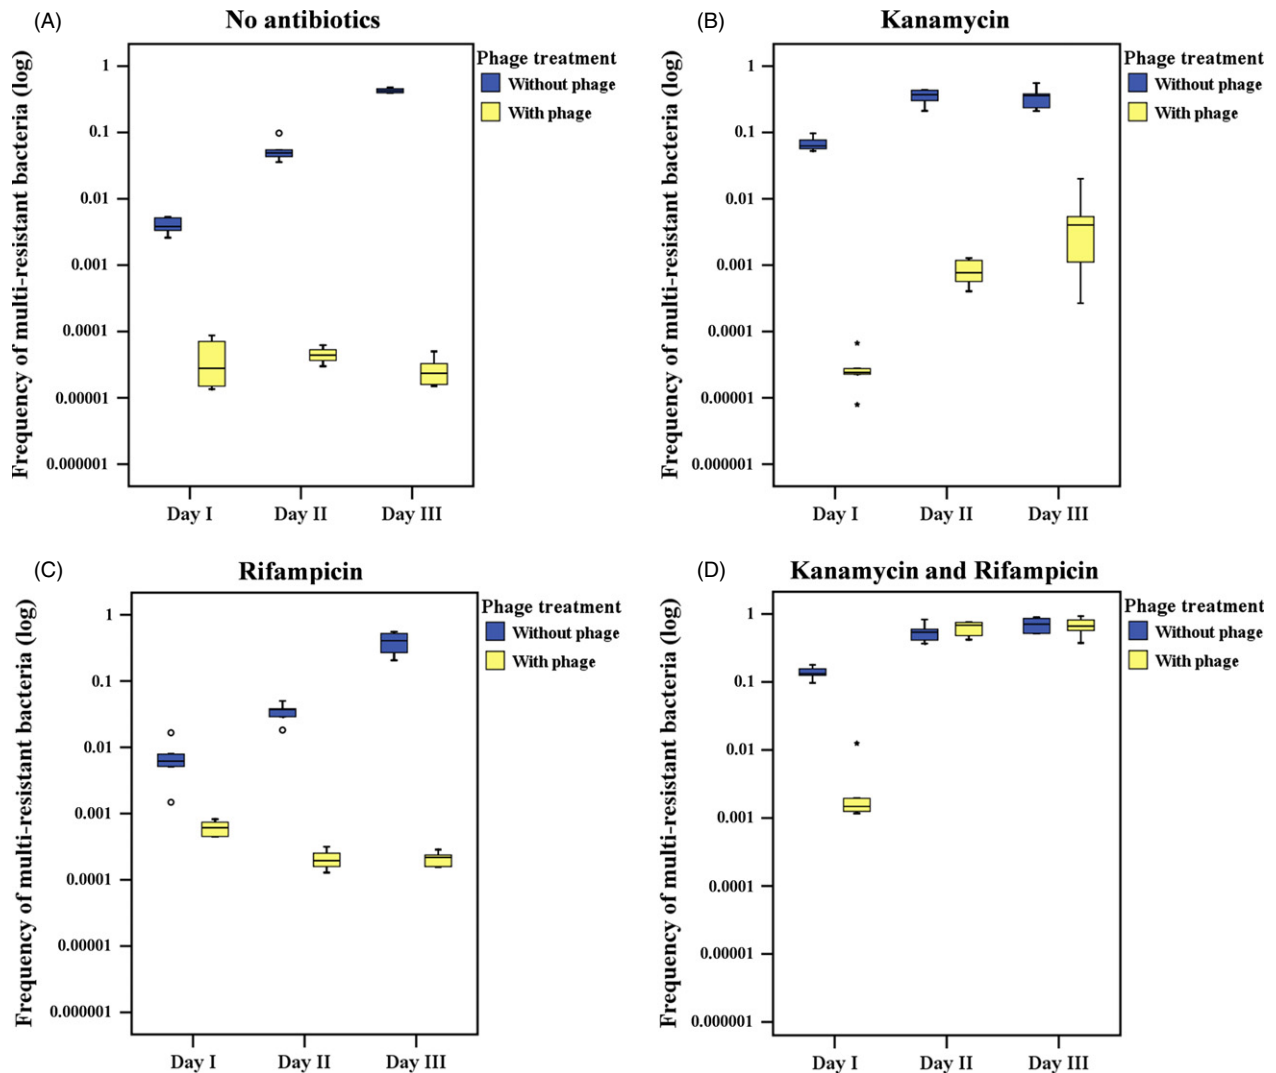 (A)
No antibiotics
Frequency of multi-resistant bacteria (log)
1
0.1
0.01
0.001
0.0001
0.00001
0.000001
Day I Day II Day III
Phage treatment
Without phage
With phage
(B)
Kanamycin
Frequency of multi-resistant bacteria (log)
1
0.1
0.01
0.001
0.0001
0.00001
0.000001
Day I Day II Day III
Phage treatment
Without phage
With phage
(C)
Rifampicin
Frequency of multi-resistant bacteria (log)
1
0.1
0.01
0.001
0.0001
0.00001
0.000001
Day I Day II Day III
Phage treatment
Without phage
With phage
(D)
Kanamycin and Rifampicin
Frequency of multi-resistant bacteria (log)
1
0.1
0.01
0.001
0.0001
0.00001
0.000001
Day I Day II Day III
Phage treatment
Without phage
With phage